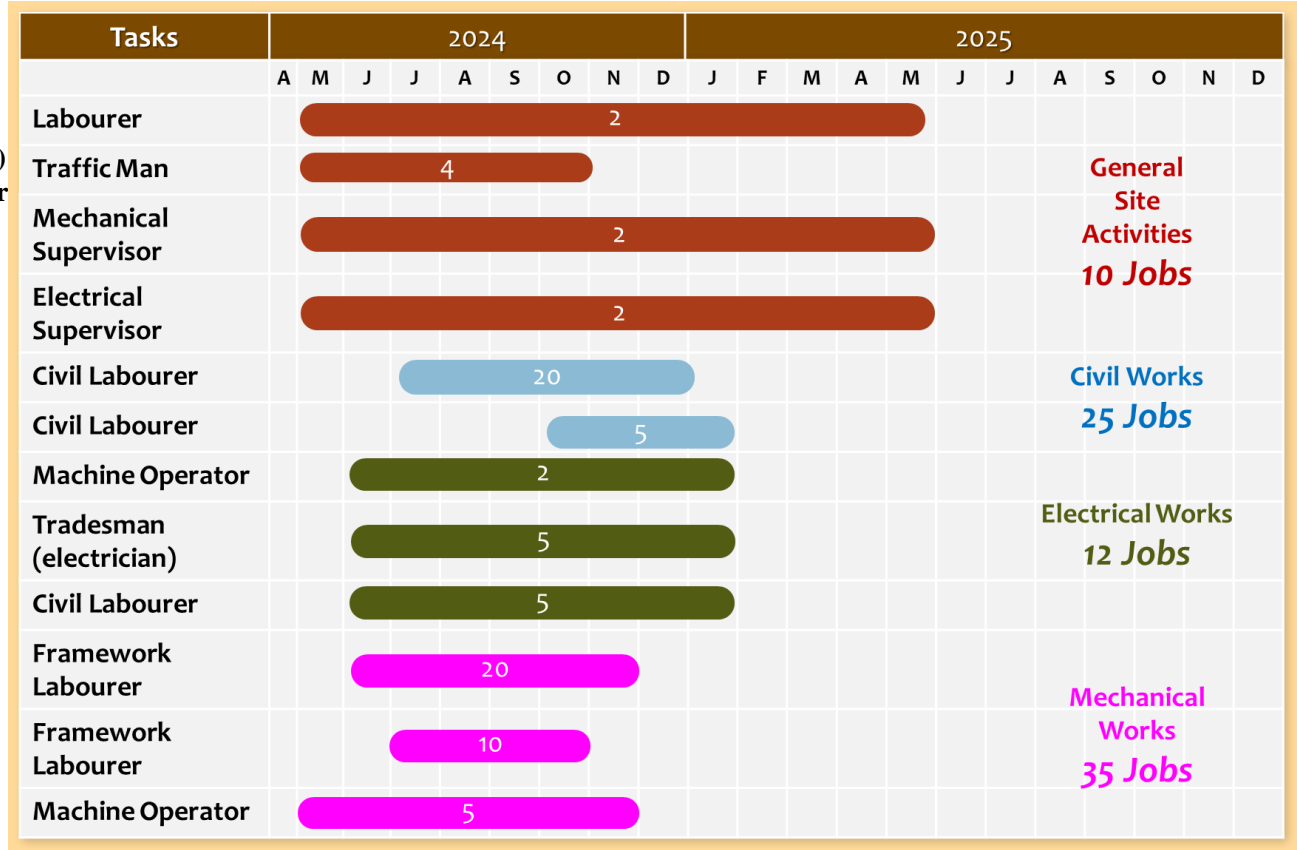 Tasks 2024 2025
A M J J A S O N D J F M A M J J A S O N D
Labourer 2
)
Traffic Man 4
r
General
Site
Activities
10 Jobs
Mechanical
Supervisor 2
Electrical
Supervisor 2
Civil Labourer 20
Civil Works
25 Jobs
Civil Labourer 5
Machine Operator 2
Tradesman
(electrician) 5
Electrical Works
12 Jobs
Civil Labourer 5
Framework
Labourer 20
Framework
Labourer 10
Mechanical
Works
35 Jobs
Machine Operator 5